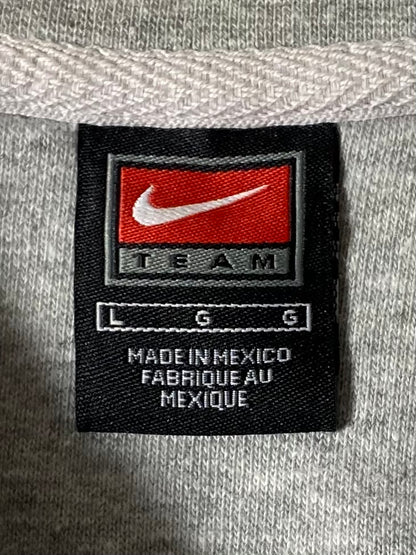 TEAM
L G G
MADE IN MEXICO
FABRIQUE AU
MEXIQUE